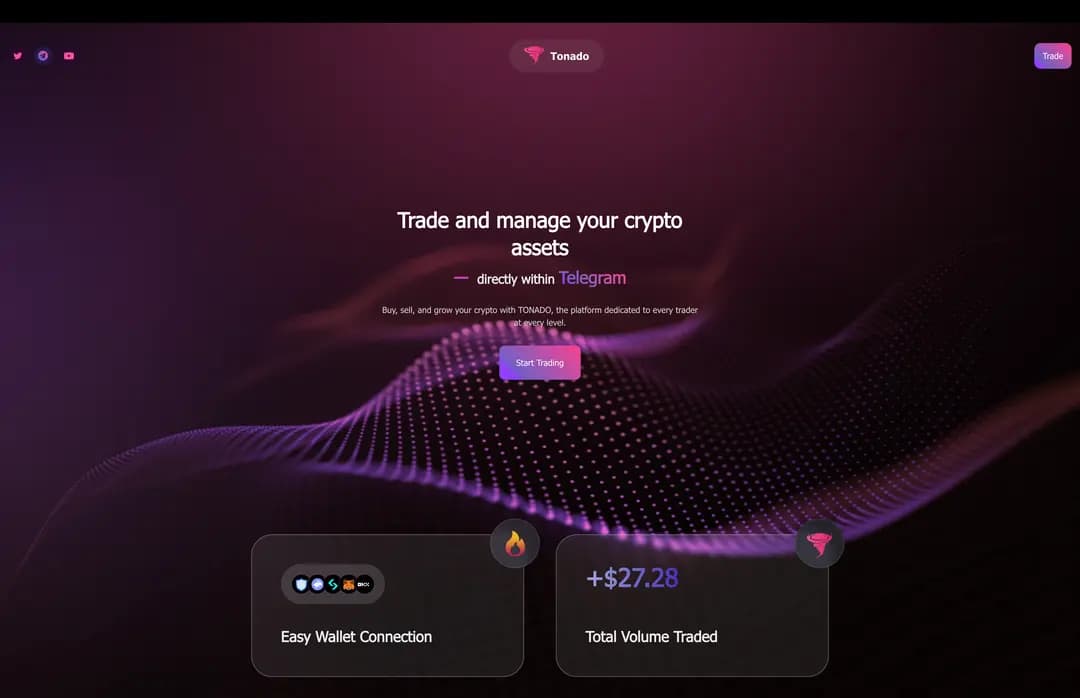 Tonado
Trade
Trade and manage your crypto
assets
directly within Telegram
Buy, sell, and grow your crypto with TONADO, the platform dedicated to every trader
at every level.
Start Trading
+$27.28
Easy Wallet Connection
Total Volume Traded